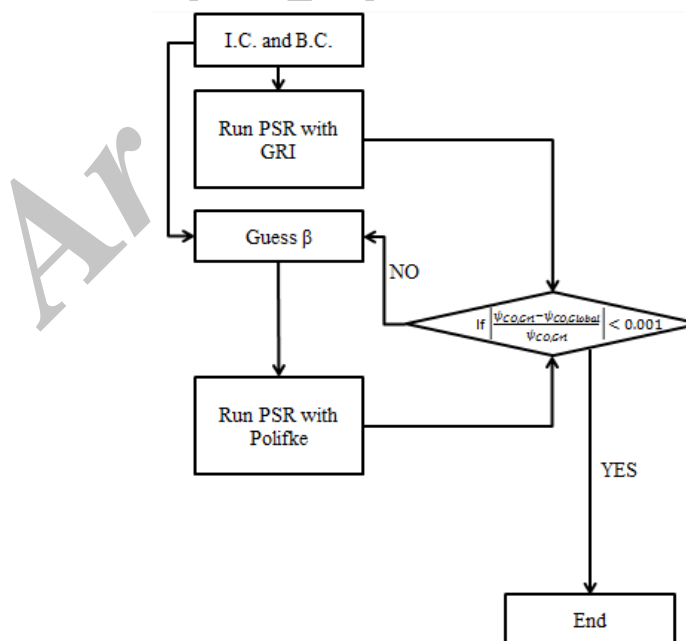 I.C. and B.C.
Run PSR with
GRI
Guess β
NO
If |ψCO,Gri−ψCO,Global / ψCO,Gri| < 0.001
Run PSR with
Polifke
YES
End
Ar